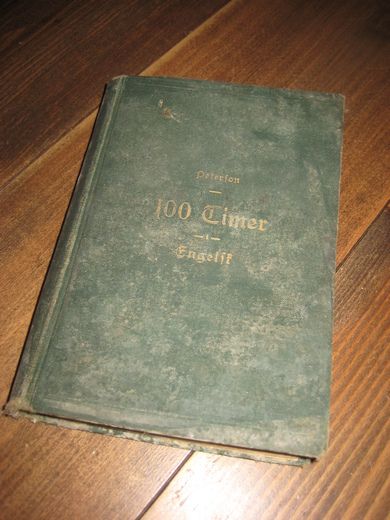 Peterson
100 Timer
i
Engelsk